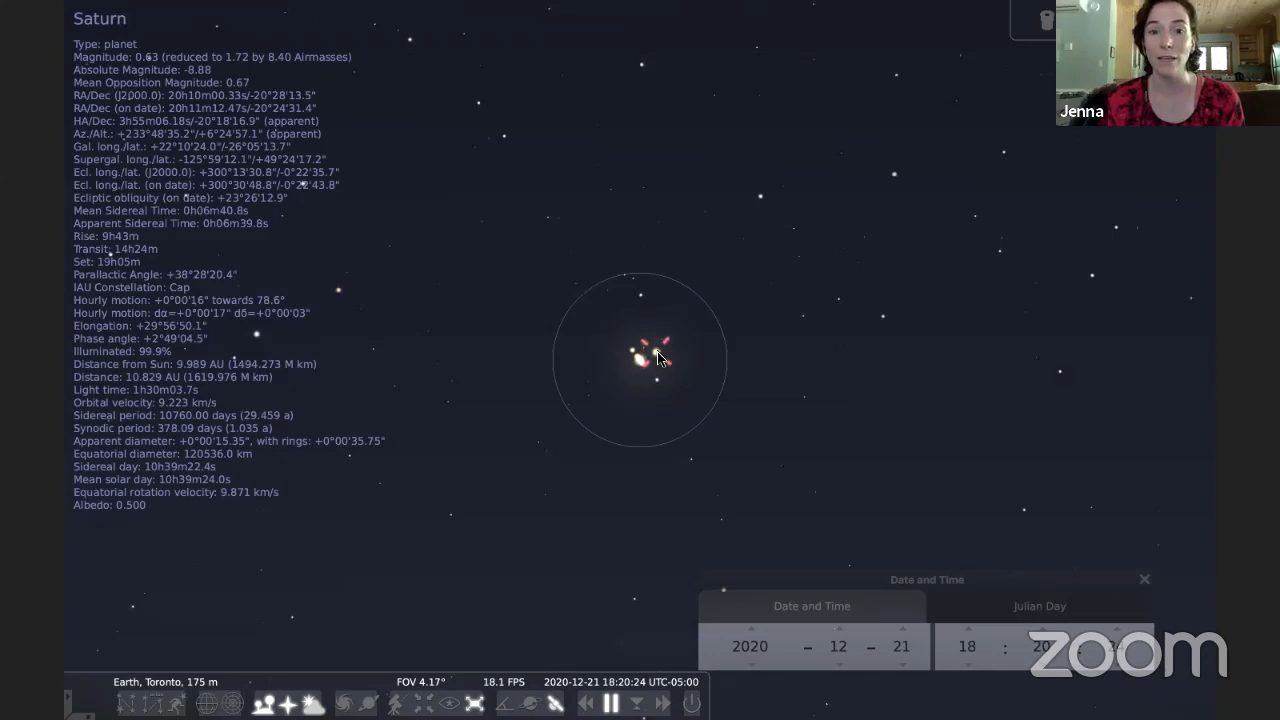 Saturn
Type: planet
Magnitude: 0.63 (reduced to 1.72 by 8.40 Airmasses)
Absolute Magnitude: -8.88
Mean Opposition Magnitude: 0.67
RA/Dec (J2000.0): 20h10m00.33s/-20°28'13.5"
RA/Dec (on date): 20h11m12.47s/-20°24'31.4"
HA/Dec: 3h55m06.18s/-20°18'16.9" (apparent)
Az./Alt.: +233°48'35.2"/+6°24'57.1" (apparent)
Gal. long./lat.: +22°10'24.0"/-26°05'13.7"
Supergal. long./lat.: -125°59'12.1"/+49°24'17.2"
Ecl. long./lat. (J2000.0): +300°13'30.8"/-0°22'35.7"
Ecl. long./lat. (on date): +300°30'48.8"/-0°22'43.8"
Ecliptic obliquity (on date): +23°26'12.9"
Mean Sidereal Time: 0h06m40.8s
Apparent Sidereal Time: 0h06m39.8s
Rise: 9h43m
Transit: 14h24m
Set: 19h05m
Parallactic Angle: +38°28'20.4"
IAU Constellation: Cap
Hourly motion: +0°00'16" towards 78.6°
Hourly motion: dα=+0°00'17" dδ=+0°00'03"
Elongation: +29°56'50.1"
Phase angle: +2°49'04.5"
Illuminated: 99.9%
Distance from Sun: 9.989 AU (1494.273 M km)
Distance: 10.829 AU (1619.976 M km)
Light time: 1h30m03.7s
Orbital velocity: 9.223 km/s
Sidereal period: 10760.00 days (29.459 a)
Synodic period: 378.09 days (1.035 a)
Apparent diameter: +0°00'15.35", with rings: +0°00'35.75"
Equatorial diameter: 120536.0 km
Sidereal day: 10h39m22.4s
Mean solar day: 10h39m24.0s
Equatorial rotation velocity: 9.871 km/s
Albedo: 0.500
Jenna
Date and Time
Date and Time Julian Day
2020 – 12 – 21 18 : 20 : 24
zoom
Earth, Toronto, 175 m FOV 4.17° 18.1 FPS 2020-12-21 18:20:24 UTC-05:00